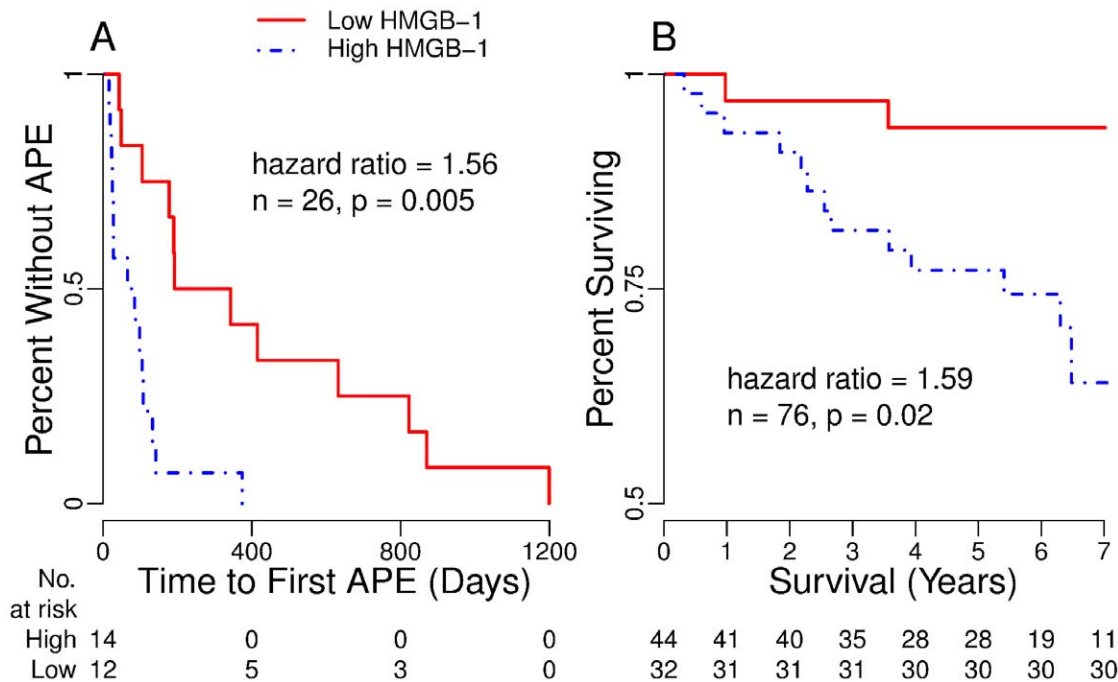 A
Low HMGB-1
High HMGB-1
B
Percent Without APE
1
0.5
0
hazard ratio = 1.56
n = 26, p = 0.005
0 400 800 1200
Time to First APE (Days)
Percent Surviving
1
0.75
0.5
hazard ratio = 1.59
n = 76, p = 0.02
0 1 2 3 4 5 6 7
Survival (Years)
No.
at risk
High 14 0 0 0 44 41 40 35 28 28 19 11
Low 12 5 3 0 32 31 31 31 30 30 30 30